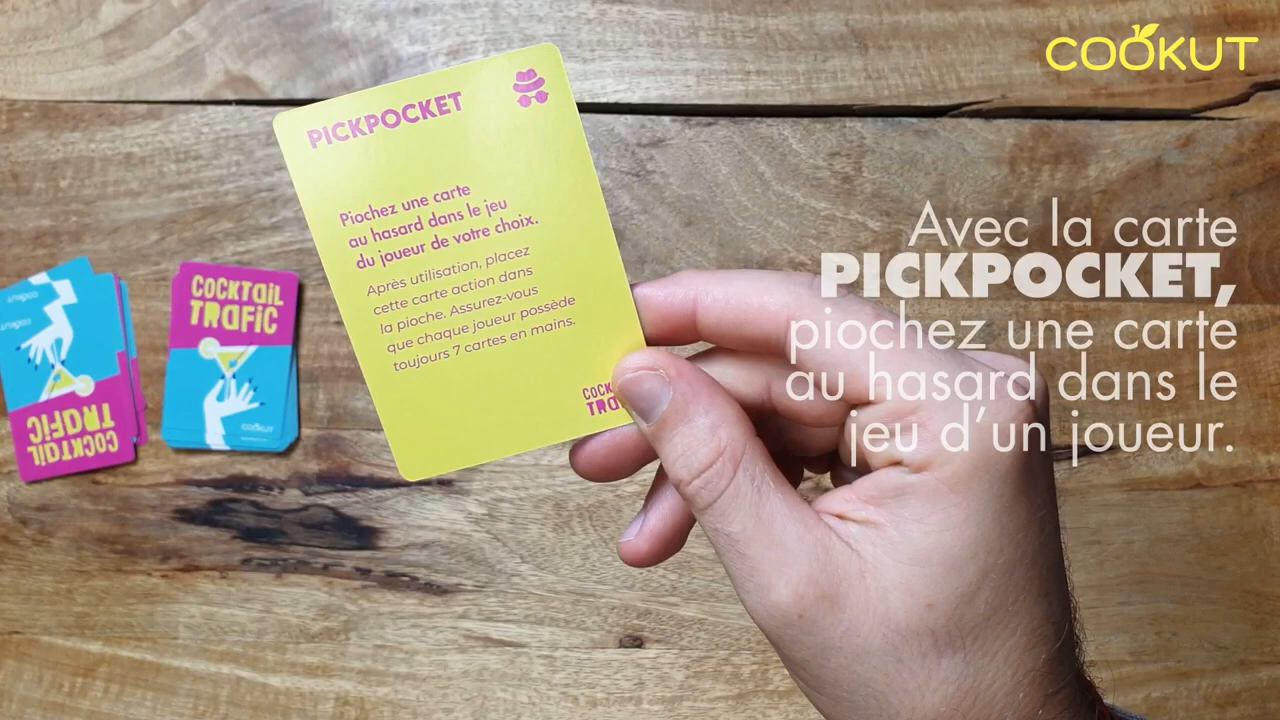 COOKUT
PiCKPOCKET
Piochez une carte
au hasard dans le jeu
du joueur de votre choix.
Après utilisation, placez
cette carte action dans
la pioche. Assurez-vous
que chaque joueur possède
toujours 7 cartes en mains.
Avec la carte
PICKPOCKET,
piochez une carte
au hasard dans le
jeu d'un joueur.
COCKTaiL
TRaFiC
COOKUT
COOKUT
COCKTaiL
TRaFiC